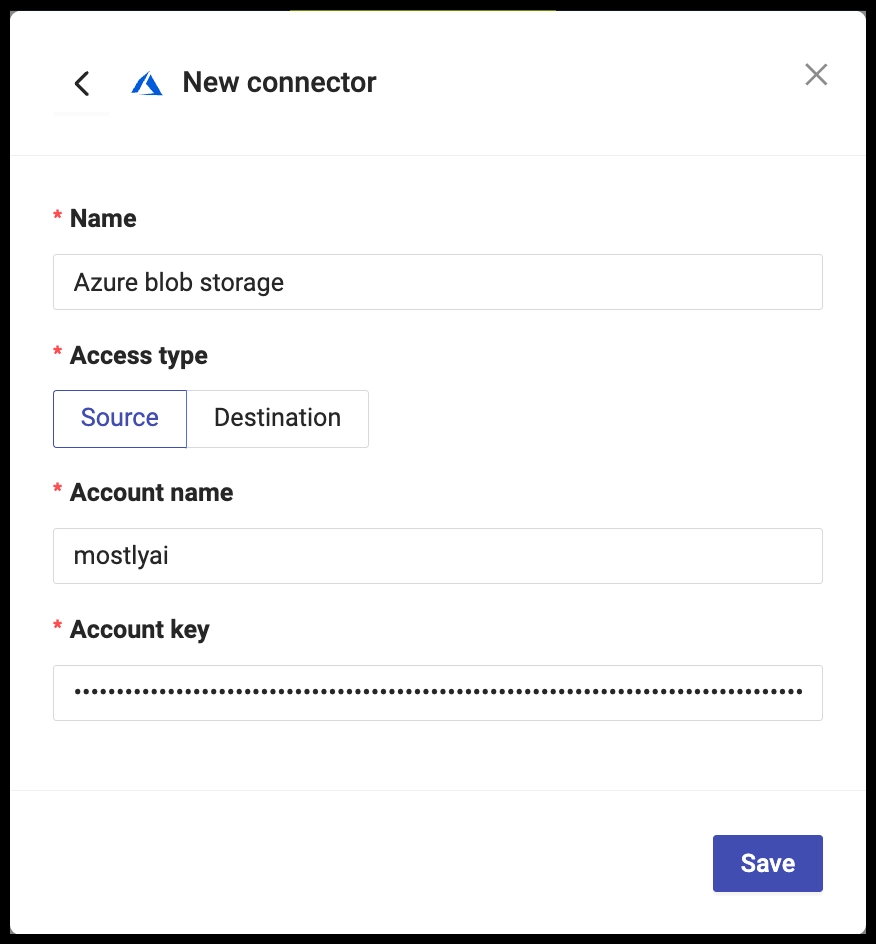 New connector
* Name
Azure blob storage
* Access type
Source Destination
* Account name
mostlyai
* Account key
Save